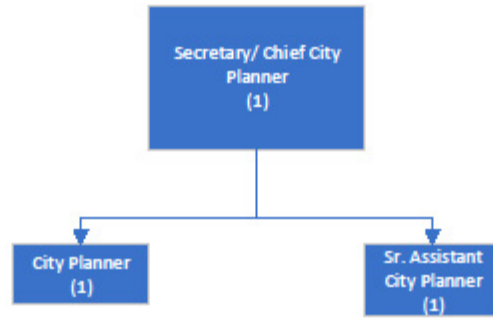 Secretary/ Chief City
Planner
(1)
City Planner
(1)
Sr. Assistant
City Planner
(1)